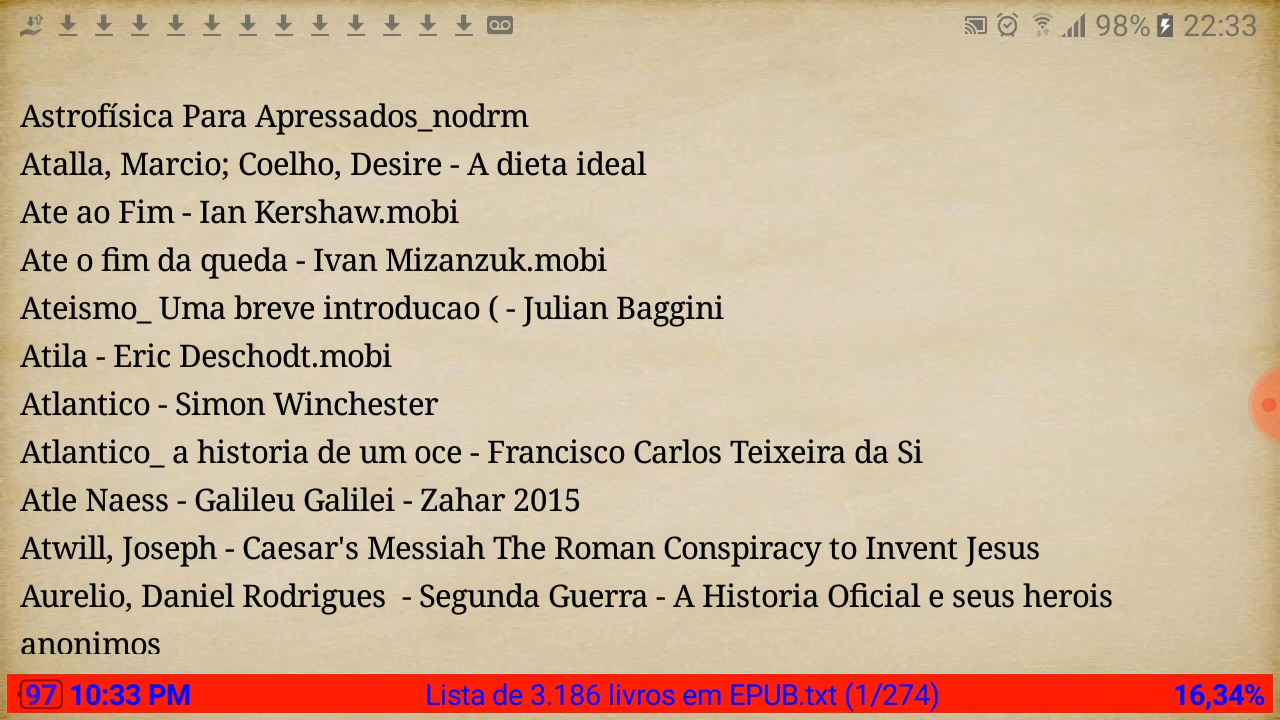 98% 22:33
Astrofísica Para Apressados_nodrm
Atalla, Marcio; Coelho, Desire - A dieta ideal
Ate ao Fim - Ian Kershaw.mobi
Ate o fim da queda - Ivan Mizanzuk.mobi
Ateismo_ Uma breve introducao ( - Julian Baggini
Atila - Eric Deschodt.mobi
Atlantico - Simon Winchester
Atlantico_ a historia de um oce - Francisco Carlos Teixeira da Si
Atle Naess - Galileu Galilei - Zahar 2015
Atwill, Joseph - Caesar's Messiah The Roman Conspiracy to Invent Jesus
Aurelio, Daniel Rodrigues  - Segunda Guerra - A Historia Oficial e seus herois
anonimos
97 10:33 PM Lista de 3.186 livros em EPUB.txt (1/274) 16,34%